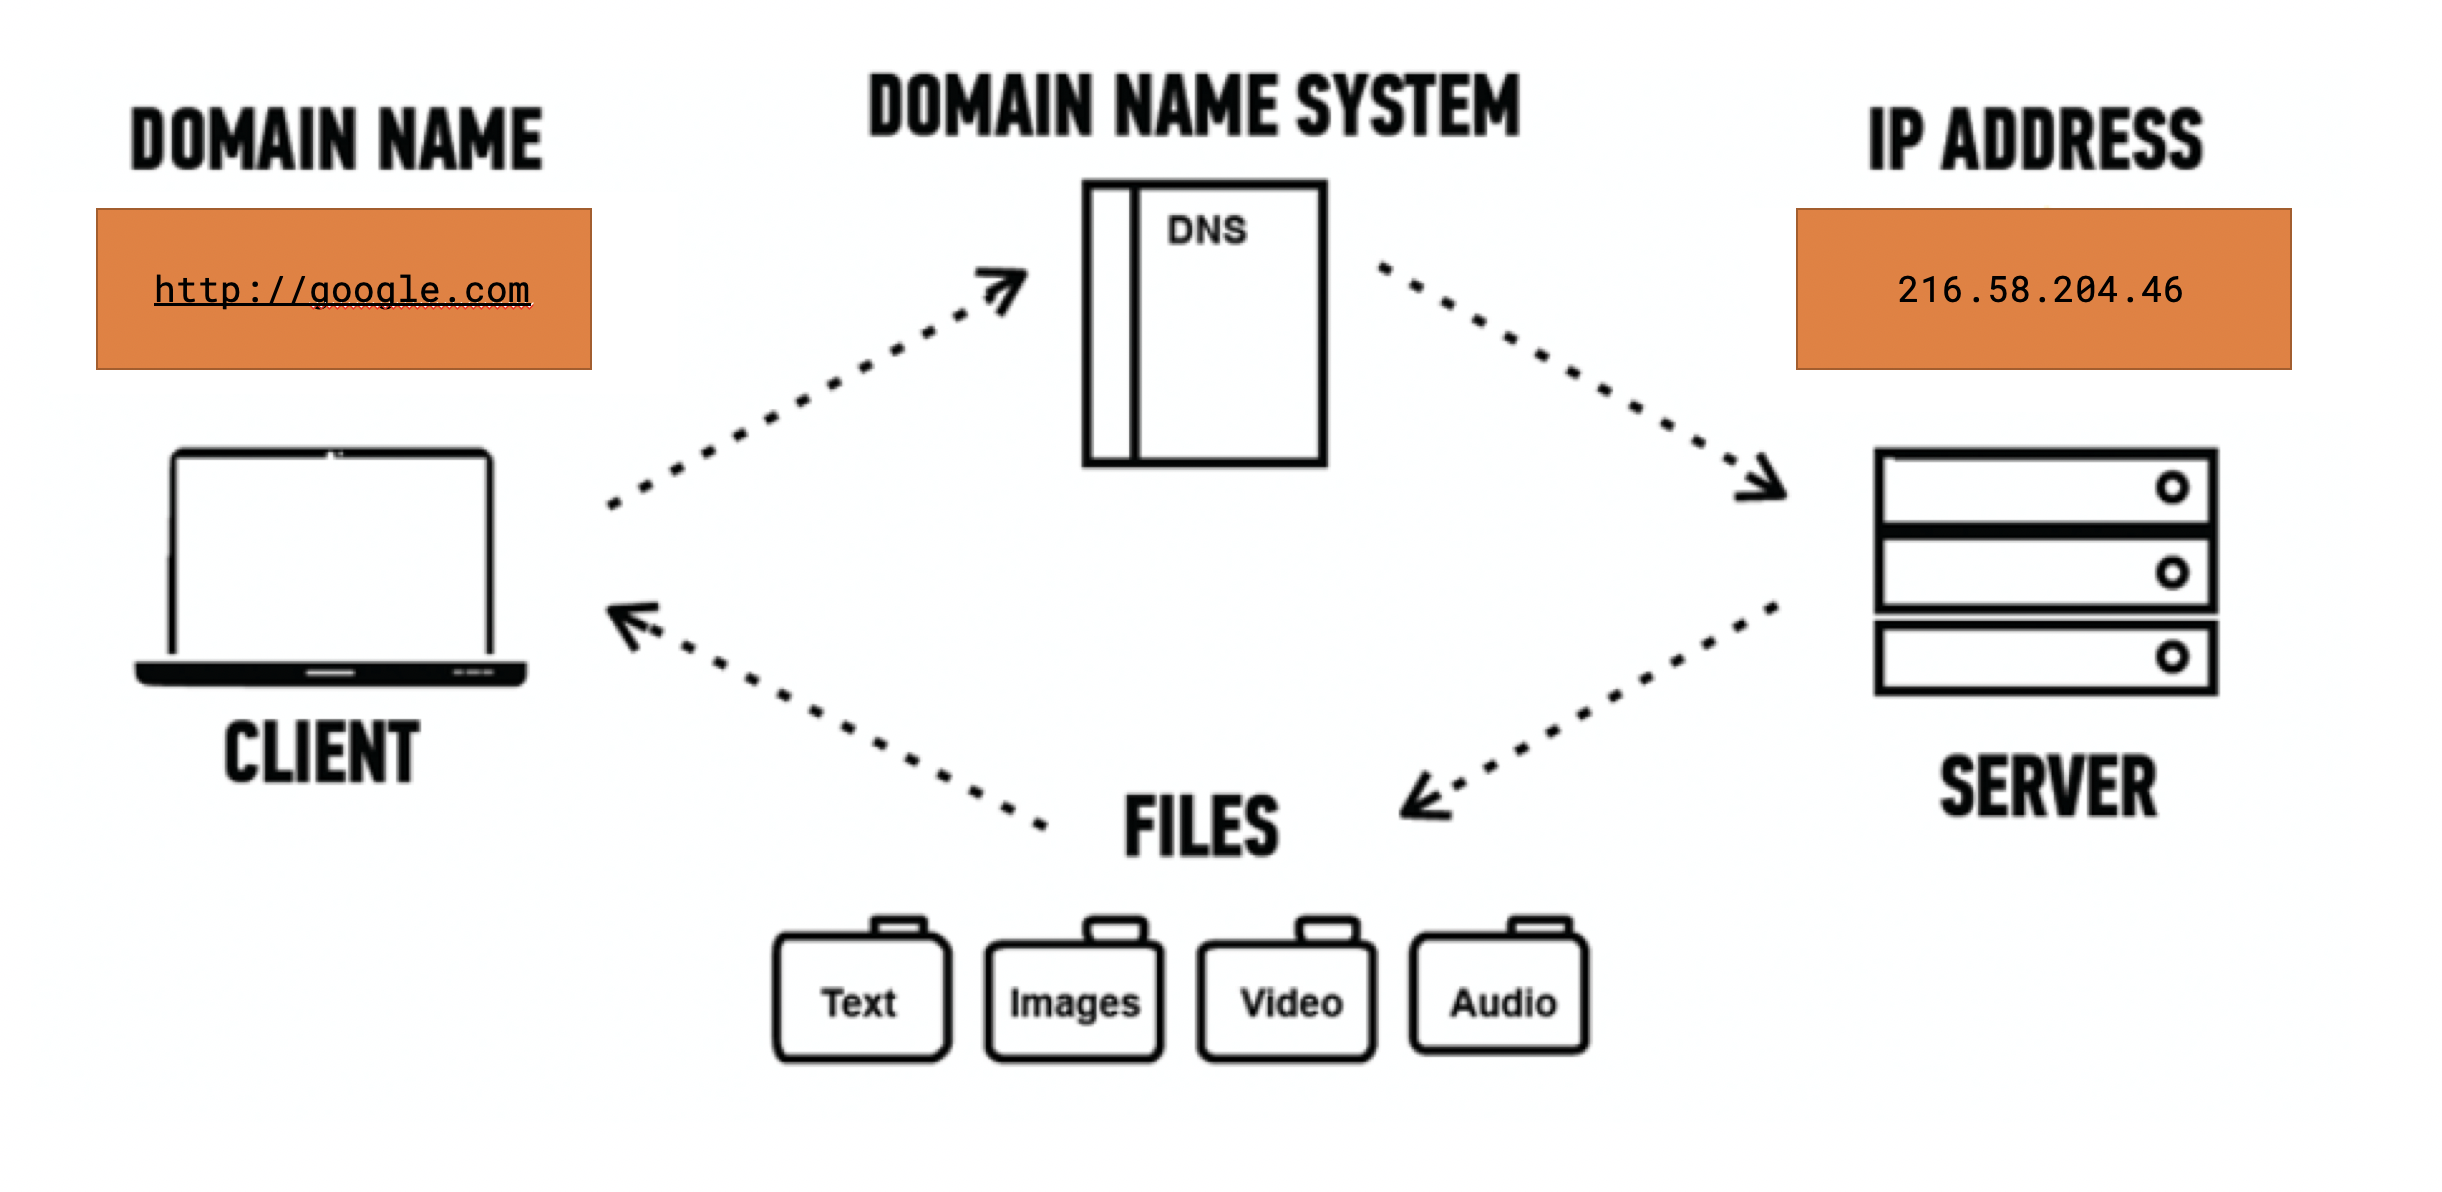 DOMAIN NAME SYSTEM
DOMAIN NAME
IP ADDRESS
DNS
http://google.com
216.58.204.46
CLIENT
SERVER
FILES
Text
Images
Video
Audio